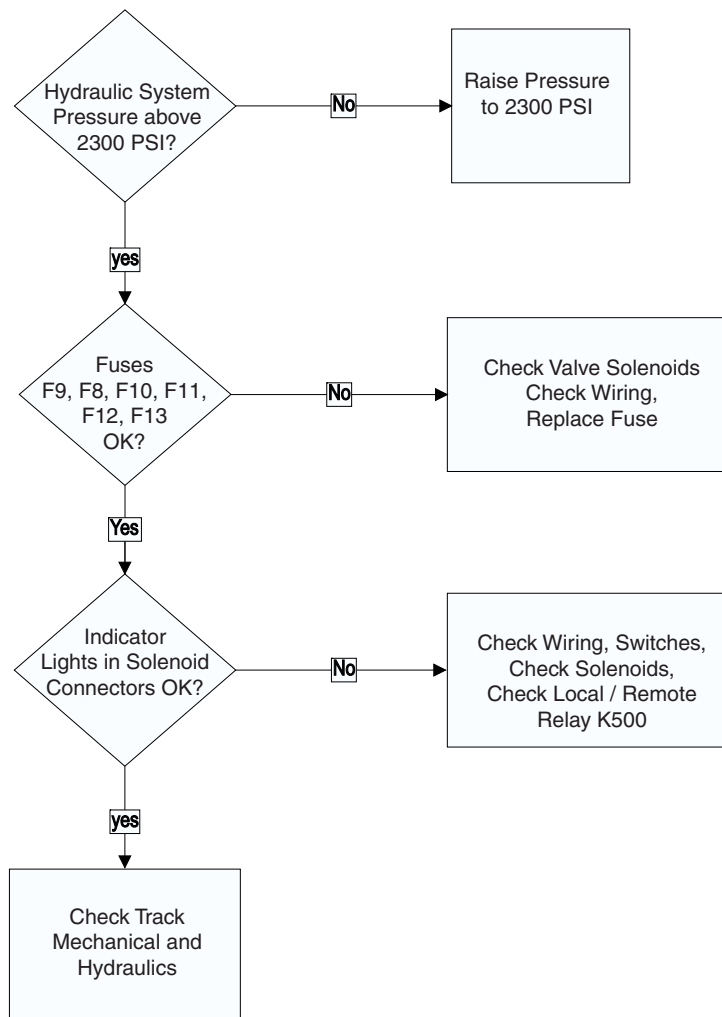 Hydraulic System
Pressure above
2300 PSI?
No
Raise Pressure
to 2300 PSI
yes
Fuses
F9, F8, F10, F11,
F12, F13
OK?
No
Check Valve Solenoids
Check Wiring,
Replace Fuse
Yes
Indicator
Lights in Solenoid
Connectors OK?
No
Check Wiring, Switches,
Check Solenoids,
Check Local / Remote
Relay K500
yes
Check Track
Mechanical and
Hydraulics